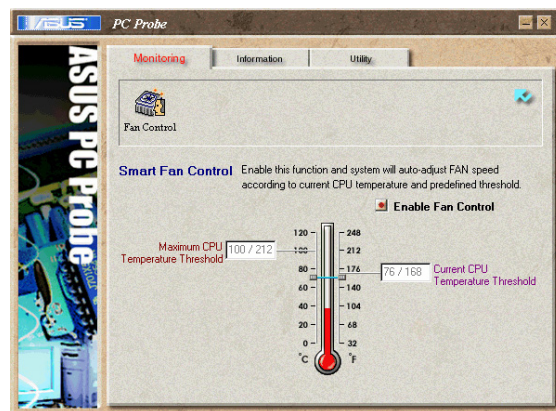 ASUS PC Probe
Monitoring Information Utility
ASUS PC Probe
Fan Control
Smart Fan Control Enable this function and system will auto-adjust FAN speed
according to current CPU temperature and predefined threshold.
Enable Fan Control
Maximum CPU
Temperature Threshold
100 / 212
120 248
100 212
80 176
60 140
40 104
20 68
0 32
°C °F
76 / 168
Current CPU
Temperature Threshold